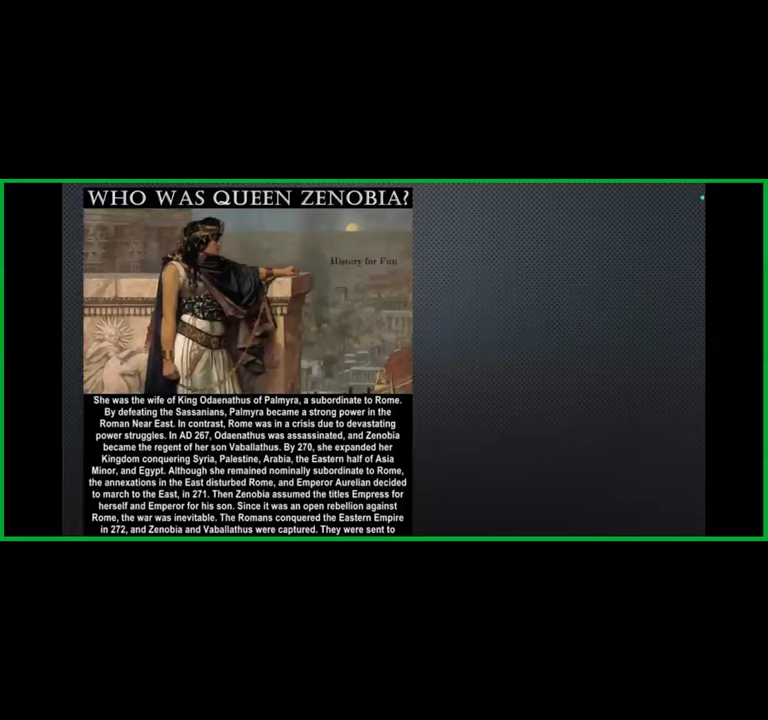 WHO WAS QUEEN ZENOBIA?
History for Fun
She was the wife of King Odaenathus of Palmyra, a subordinate to Rome.
By defeating the Sassanians, Palmyra became a strong power in the
Roman Near East. In contrast, Rome was in a crisis due to devastating
power struggles. In AD 267, Odaenathus was assassinated, and Zenobia
became the regent of her son Vaballathus. By 270, she expanded her
Kingdom conquering Syria, Palestine, Arabia, the Eastern half of Asia
Minor, and Egypt. Although she remained nominally subordinate to Rome,
the annexations in the East disturbed Rome, and Emperor Aurelian decided
to march to the East, in 271. Then Zenobia assumed the titles Empress for
herself and Emperor for his son. Since it was an open rebellion against
Rome, the war was inevitable. The Romans conquered the Eastern Empire
in 272, and Zenobia and Vaballathus were captured. They were sent to